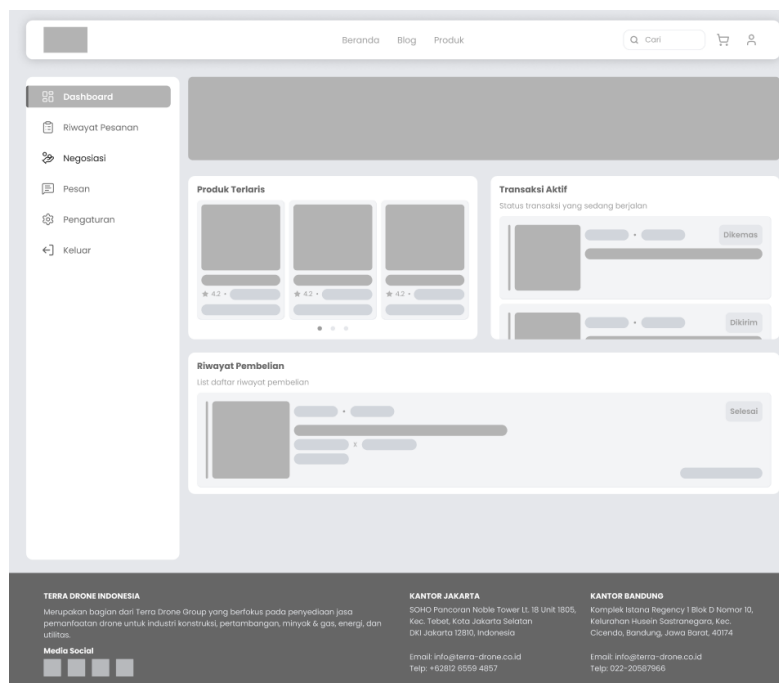 Beranda Blog Produk Cari
Dashboard
Riwayat Pesanan
Negosiasi
Pesan
Pengaturan
Keluar
Produk Terlaris
4.2 • 4.2 • 4.2 •
Transaksi Aktif
Status transaksi yang sedang berjalan
• Dikemas
• Dikirim
Riwayat Pembelian
List daftar riwayat pembelian
• Selesai
x
TERRA DRONE INDONESIA
Merupakan bagian dari Terra Drone Group yang berfokus pada penyediaan jasa
pemanfaatan drone untuk industri konstruksi, pertambangan, minyak & gas, energi, dan
utilitas.
Media Social
KANTOR JAKARTA
SOHO Pancoran Noble Tower Lt. 18 Unit 1805,
Kec. Tebet, Kota Jakarta Selatan
DKI Jakarta 12810, Indonesia
Email: info@terra-drone.co.id
Telp: +62812 6559 4857
KANTOR BANDUNG
Komplek Istana Regency 1 Blok D Nomor 10,
Kelurahan Husein Sastranegara, Kec.
Cicendo, Bandung, Jawa Barat, 40174
Email: info@terra-drone.co.id
Telp: 022-20587966